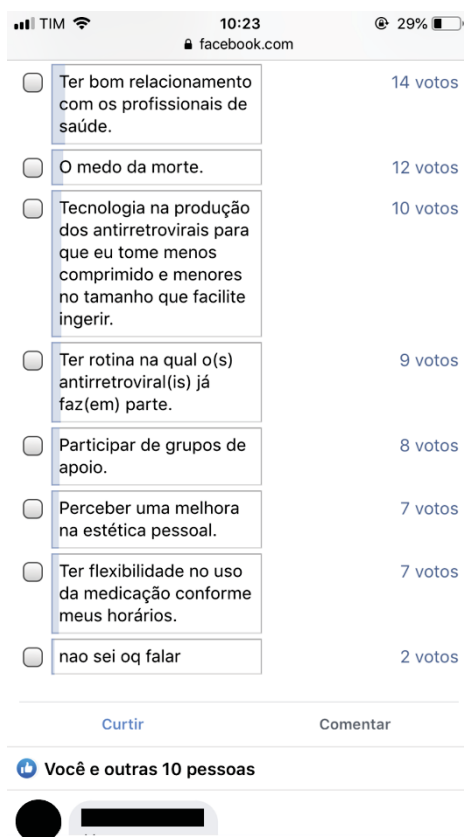 TIM 10:23 29%
facebook.com
Ter bom relacionamento 14 votos
com os profissionais de
saúde.
O medo da morte. 12 votos
Tecnologia na produção 10 votos
dos antirretrovirais para
que eu tome menos
comprimido e menores
no tamanho que facilite
ingerir.
Ter rotina na qual o(s) 9 votos
antirretroviral(is) já
faz(em) parte.
Participar de grupos de 8 votos
apoio.
Perceber uma melhora 7 votos
na estética pessoal.
Ter flexibilidade no uso 7 votos
da medicação conforme
meus horários.
nao sei oq falar 2 votos
Curtir Comentar
Você e outras 10 pessoas